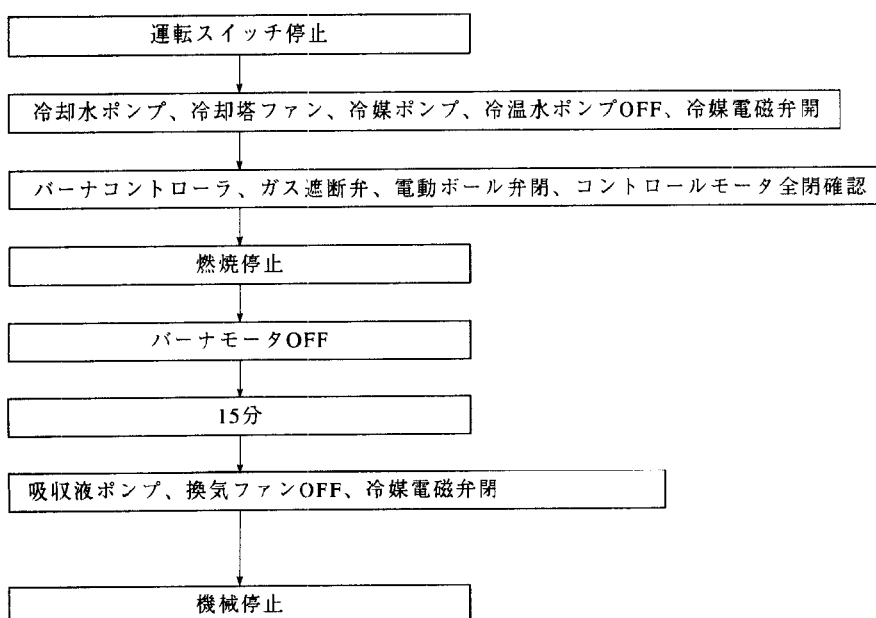 運転スイッチ停止
冷却水ポンプ、冷却塔ファン、冷媒ポンプ、冷温水ポンプOFF、冷媒電磁弁開
バーナコントローラ、ガス遮断弁、電動ボール弁閉、コントロールモータ全閉確認
燃焼停止
バーナモータOFF
15分
吸収液ポンプ、換気ファンOFF、冷媒電磁弁閉
機械停止